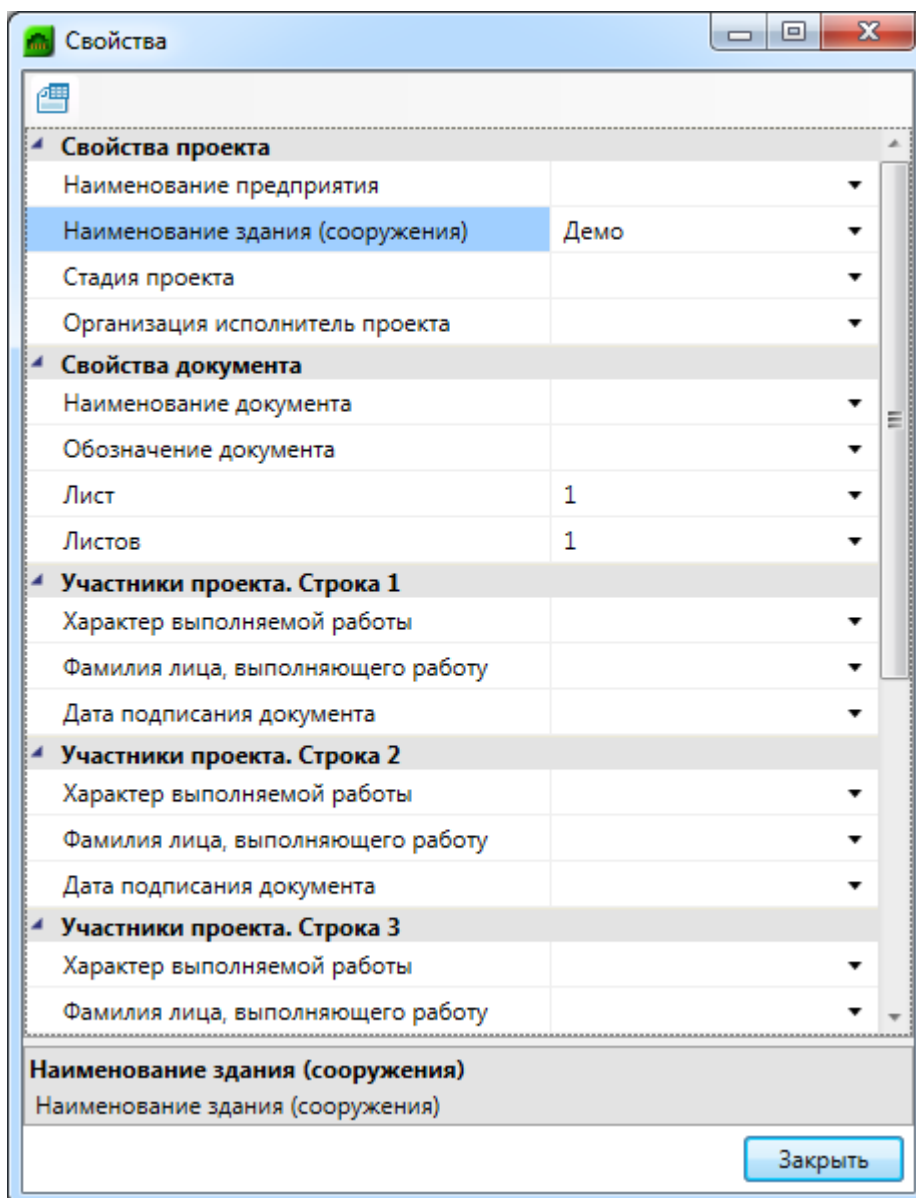 Свойства
Свойства проекта
Наименование предприятия
Наименование здания (сооружения) Демо
Стадия проекта
Организация исполнитель проекта
Свойства документа
Наименование документа
Обозначение документа
Лист 1
Листов 1
Участники проекта. Строка 1
Характер выполняемой работы
Фамилия лица, выполняющего работу
Дата подписания документа
Участники проекта. Строка 2
Характер выполняемой работы
Фамилия лица, выполняющего работу
Дата подписания документа
Участники проекта. Строка 3
Характер выполняемой работы
Фамилия лица, выполняющего работу
Наименование здания (сооружения)
Наименование здания (сооружения)
Закрыть